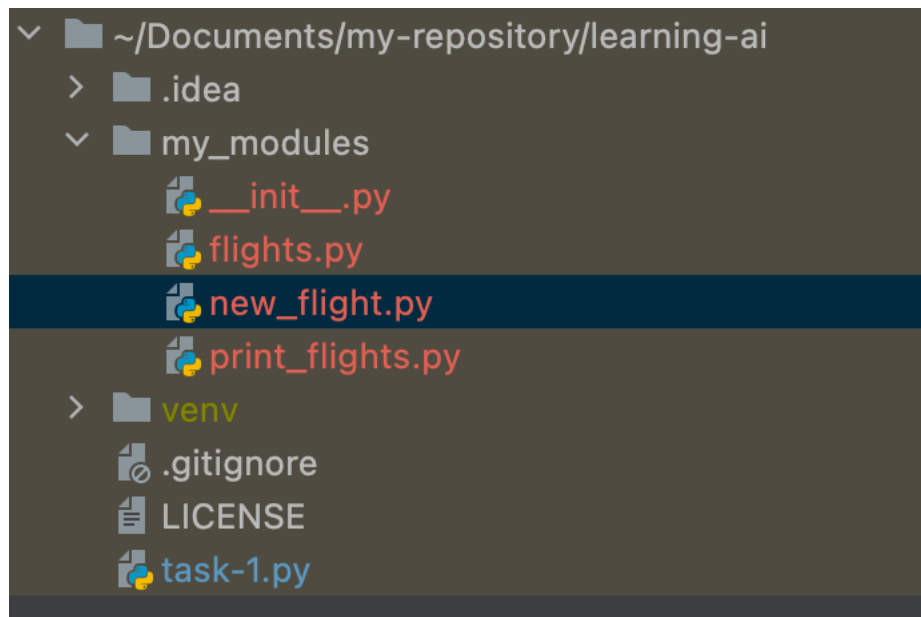 ~/Documents/my-repository/learning-ai
.idea
my_modules
__init__.py
flights.py
new_flight.py
print_flights.py
venv
.gitignore
LICENSE
task-1.py